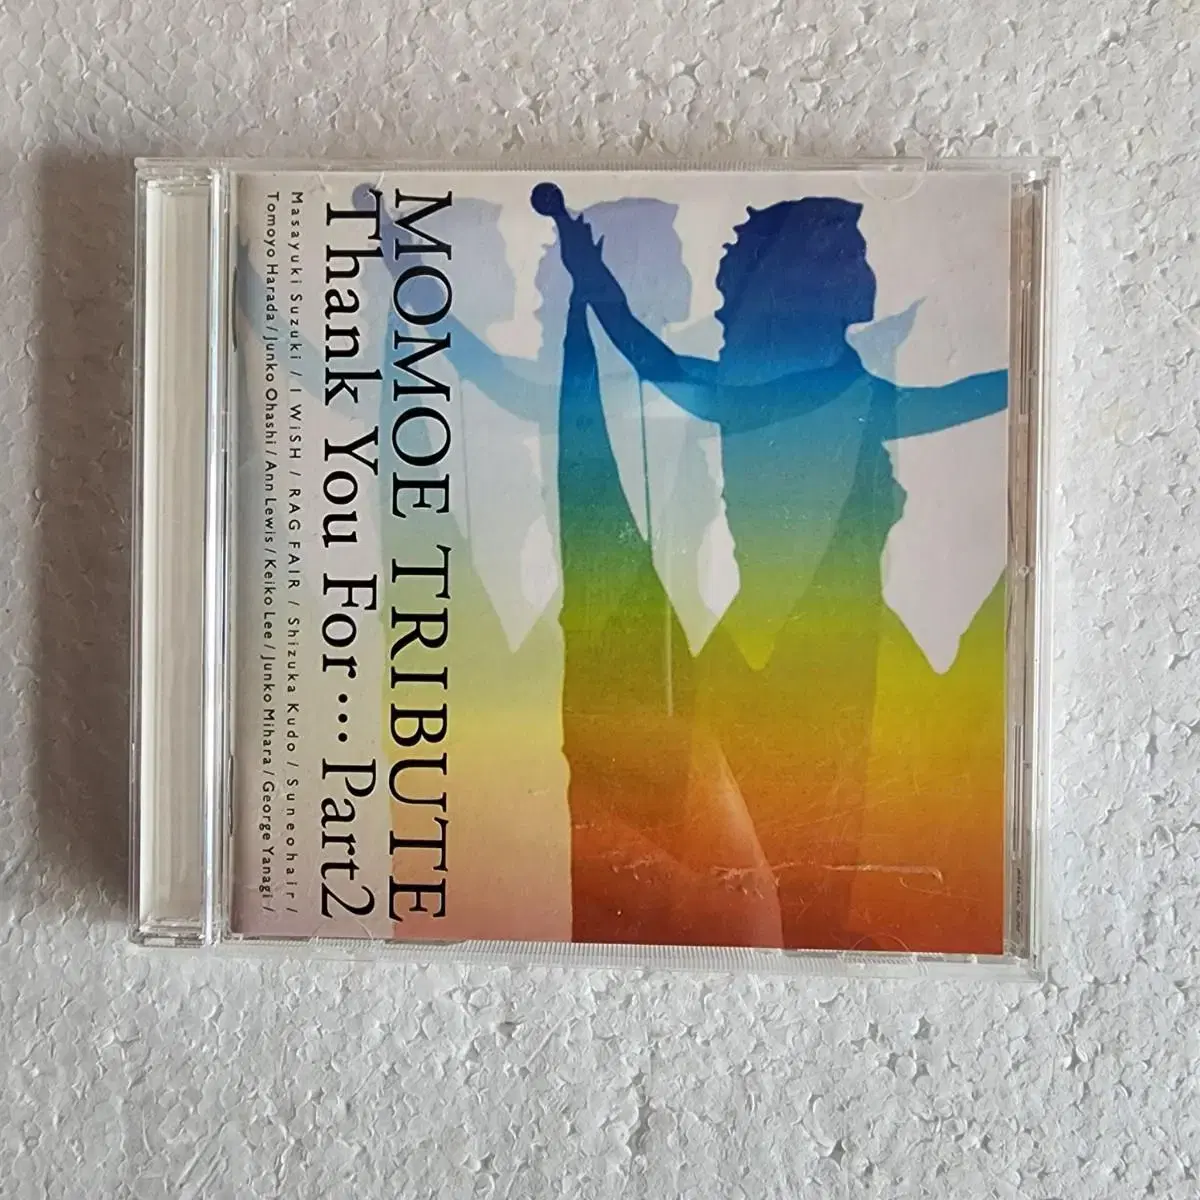 MOMOE TRIBUTE
Thank You For… Part2
Masayuki Suzuki / I WiSH / RAG FAIR / Shizuka Kudo / Suneohair /
Tomoyo Harada / Junko Ohashi / Ann Lewis / Keiko Lee / Junko Mihara / George Yanagi /